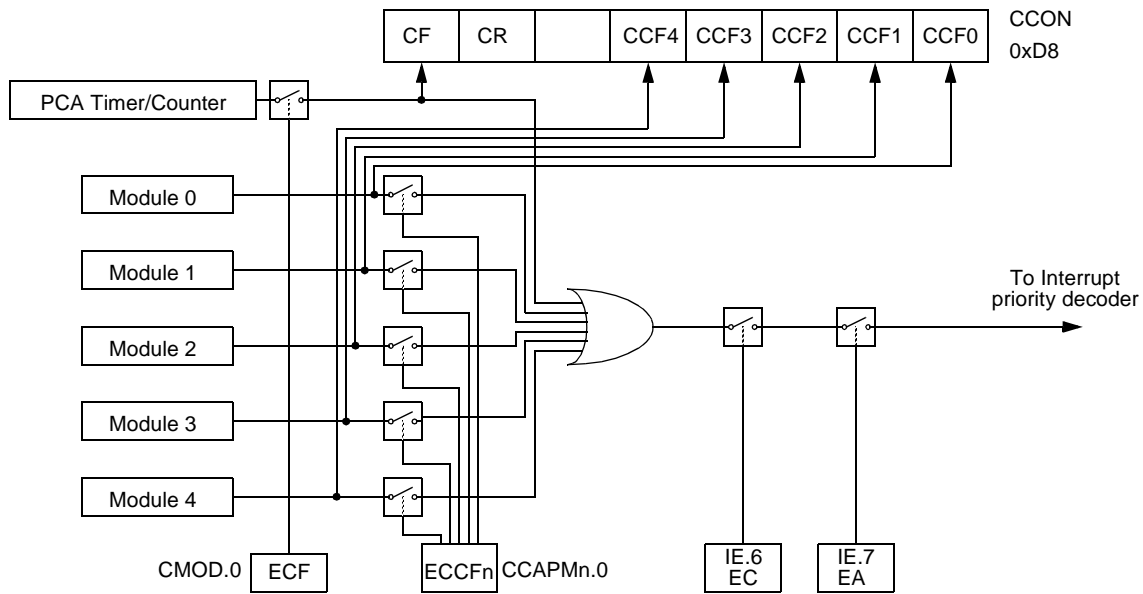 CF CR CCF4 CCF3 CCF2 CCF1 CCF0
CCON
0xD8
PCA Timer/Counter
Module 0
Module 1
Module 2
Module 3
Module 4
To Interrupt
priority decoder
CMOD.0 ECF
ECCFn CCAPMn.0
IE.6
EC
IE.7
EA